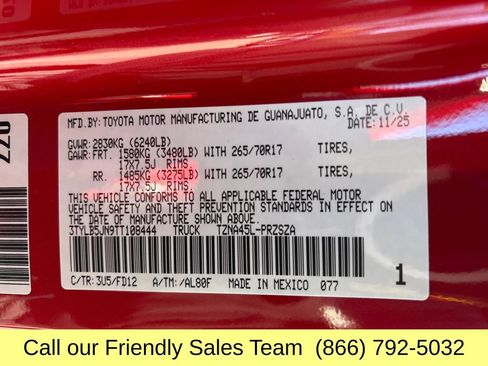 MFD.BY: TOYOTA MOTOR MANUFACTURING DE GUANAJUATO, S.A. DE C.V.
DATE: 11/25
GVWR: 2830KG (6240LB)
GAWR: FRT. 1580KG (3480LB) WITH 265/70R17 TIRES,
17X7.5J RIMS.
RR. 1485KG (3275LB) WITH 265/70R17 TIRES,
17X7.5J RIMS.
THIS VEHICLE CONFORMS TO ALL APPLICABLE FEDERAL MOTOR
VEHICLE SAFETY AND THEFT PREVENTION STANDARDS IN EFFECT
ON THE DATE OF MANUFACTURE SHOWN ABOVE.
3TYLB5JN9TT108444 TRUCK TZNA45L-PRZSZA
C/TR: 3U5/FD12 A/TM: /AL80F MADE IN MEXICO 077
1
Call our Friendly Sales Team (866) 792-5032